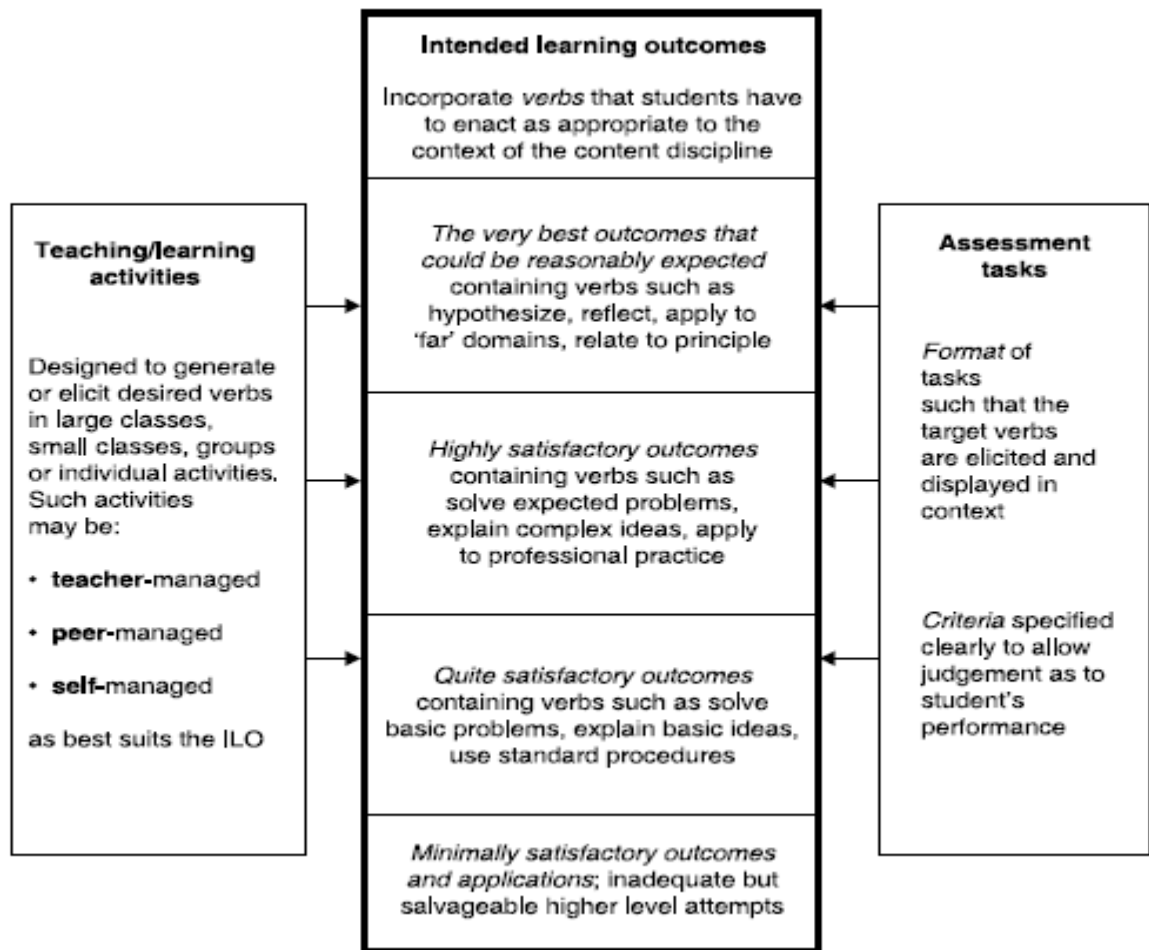 Intended learning outcomes
Incorporate verbs that students have
to enact as appropriate to the
context of the content discipline
Teaching/learning
activities
Designed to generate
or elicit desired verbs
in large classes,
small classes, groups
or individual activities.
Such activities
may be:
• teacher-managed
• peer-managed
• self-managed
as best suits the ILO
The very best outcomes that
could be reasonably expected
containing verbs such as
hypothesize, reflect, apply to
‘far’ domains, relate to principle
Highly satisfactory outcomes
containing verbs such as
solve expected problems,
explain complex ideas, apply
to professional practice
Quite satisfactory outcomes
containing verbs such as solve
basic problems, explain basic ideas,
use standard procedures
Minimally satisfactory outcomes
and applications; inadequate but
salvageable higher level attempts
Assessment
tasks
Format of
tasks
such that the
target verbs
are elicited and
displayed in
context
Criteria specified
clearly to allow
judgement as to
student’s
performance